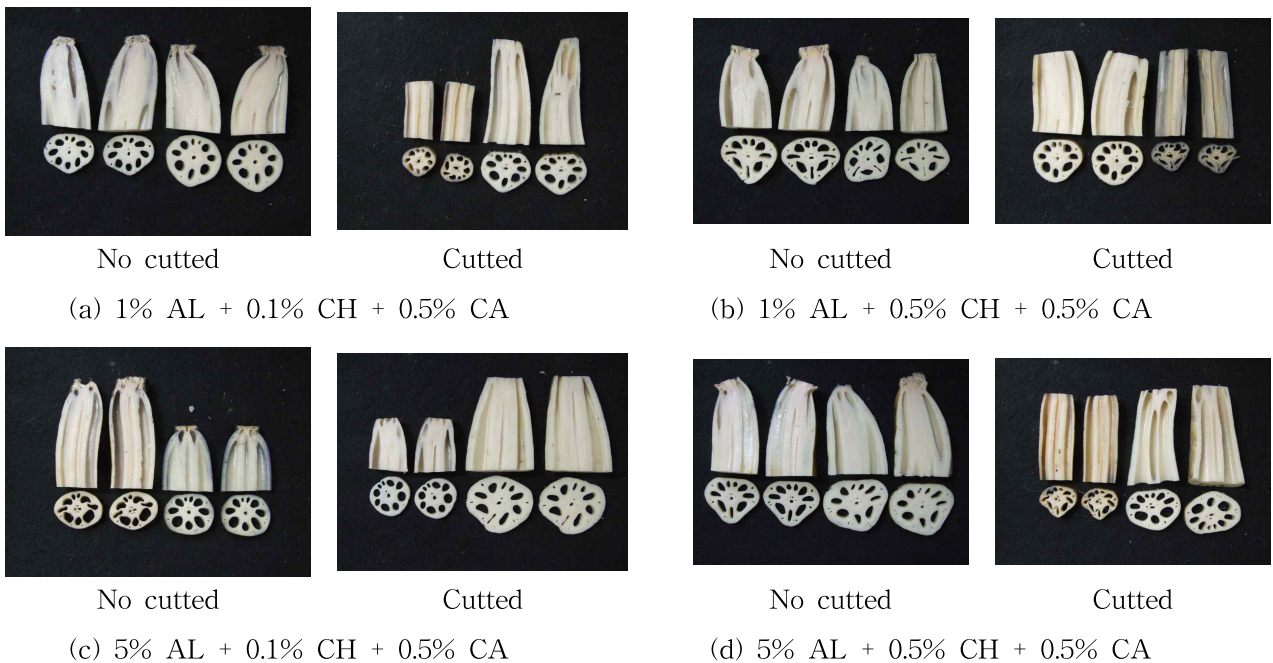 No cutted
Cutted
No cutted
Cutted
(a) 1% AL + 0.1% CH + 0.5% CA
(b) 1% AL + 0.5% CH + 0.5% CA
No cutted
Cutted
No cutted
Cutted
(c) 5% AL + 0.1% CH + 0.5% CA
(d) 5% AL + 0.5% CH + 0.5% CA